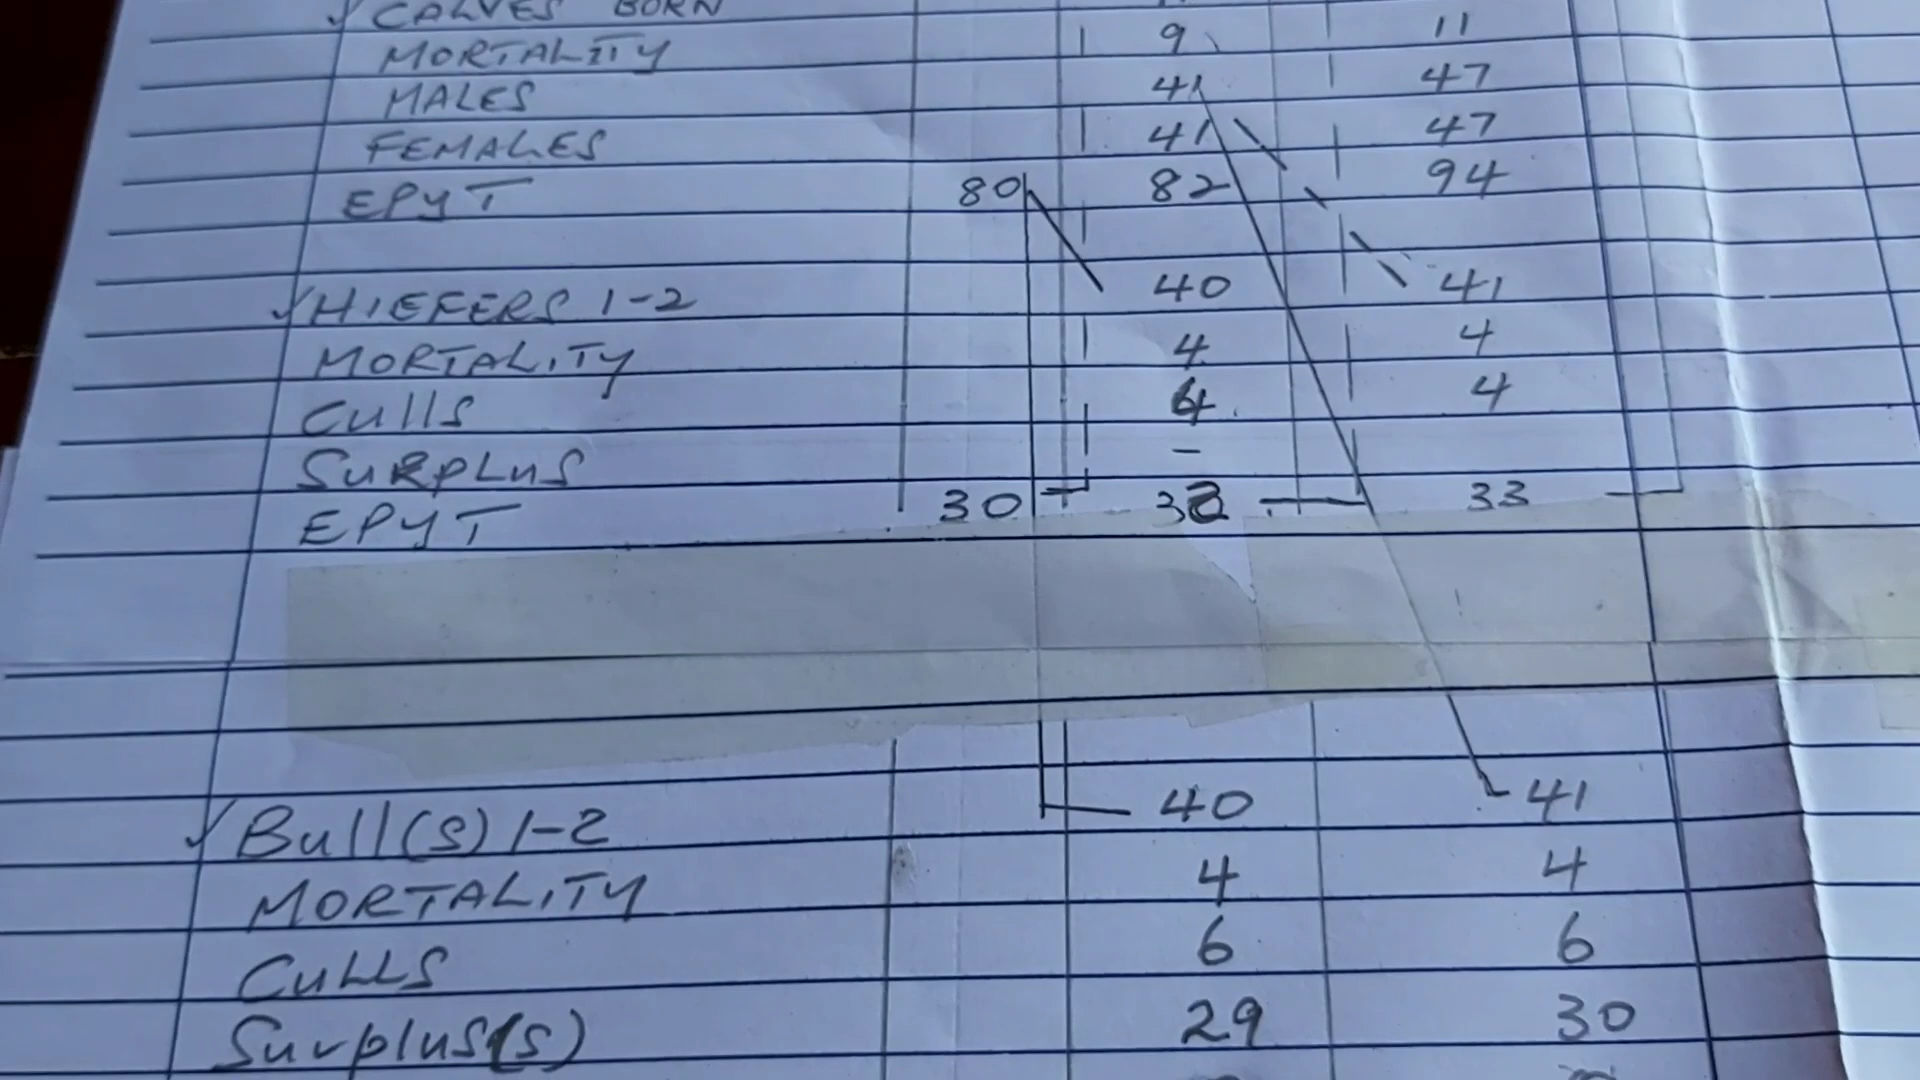 ✓ CALVES BORN
MORTALITY 9 11
MALES 41 47
FEMALES 41 47
EPYT 80 82 94
✓ HIEFERS 1-2 40 41
MORTALITY 4 4
Culls 4 4
SURPLUS -
EPYT 30 32 33
✓ Bull(s) 1-2 40 41
MORTALITY 4 4
CULLS 6 6
Surplus(s) 29 30